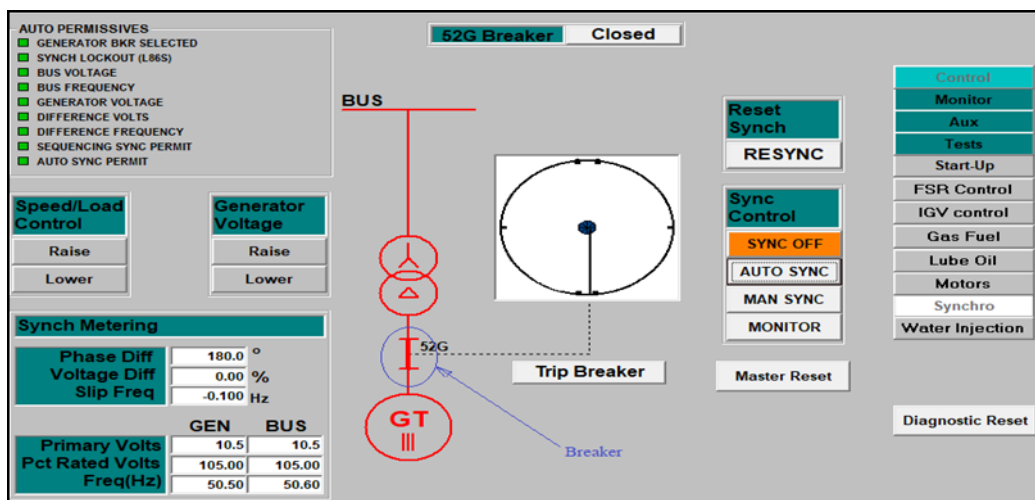 AUTO PERMISSIVES
GENERATOR BKR SELECTED
SYNCH LOCKOUT (L86S)
BUS VOLTAGE
BUS FREQUENCY
GENERATOR VOLTAGE
DIFFERENCE VOLTS
DIFFERENCE FREQUENCY
SEQUENCING SYNC PERMIT
AUTO SYNC PERMIT
52G Breaker Closed
BUS
Speed/Load
Control
Raise
Lower
Generator
Voltage
Raise
Lower
Synch Metering
Phase Diff 180.0 °
Voltage Diff 0.00 %
Slip Freq -0.100 Hz
GEN BUS
Primary Volts 10.5 10.5
Pct Rated Volts 105.00 105.00
Freq(Hz) 50.50 50.60
52G
GT
Breaker
Trip Breaker
Reset
Synch
RESYNC
Sync
Control
SYNC OFF
AUTO SYNC
MAN SYNC
MONITOR
Master Reset
Control
Monitor
Aux
Tests
Start-Up
FSR Control
IGV control
Gas Fuel
Lube Oil
Motors
Synchro
Water Injection
Diagnostic Reset